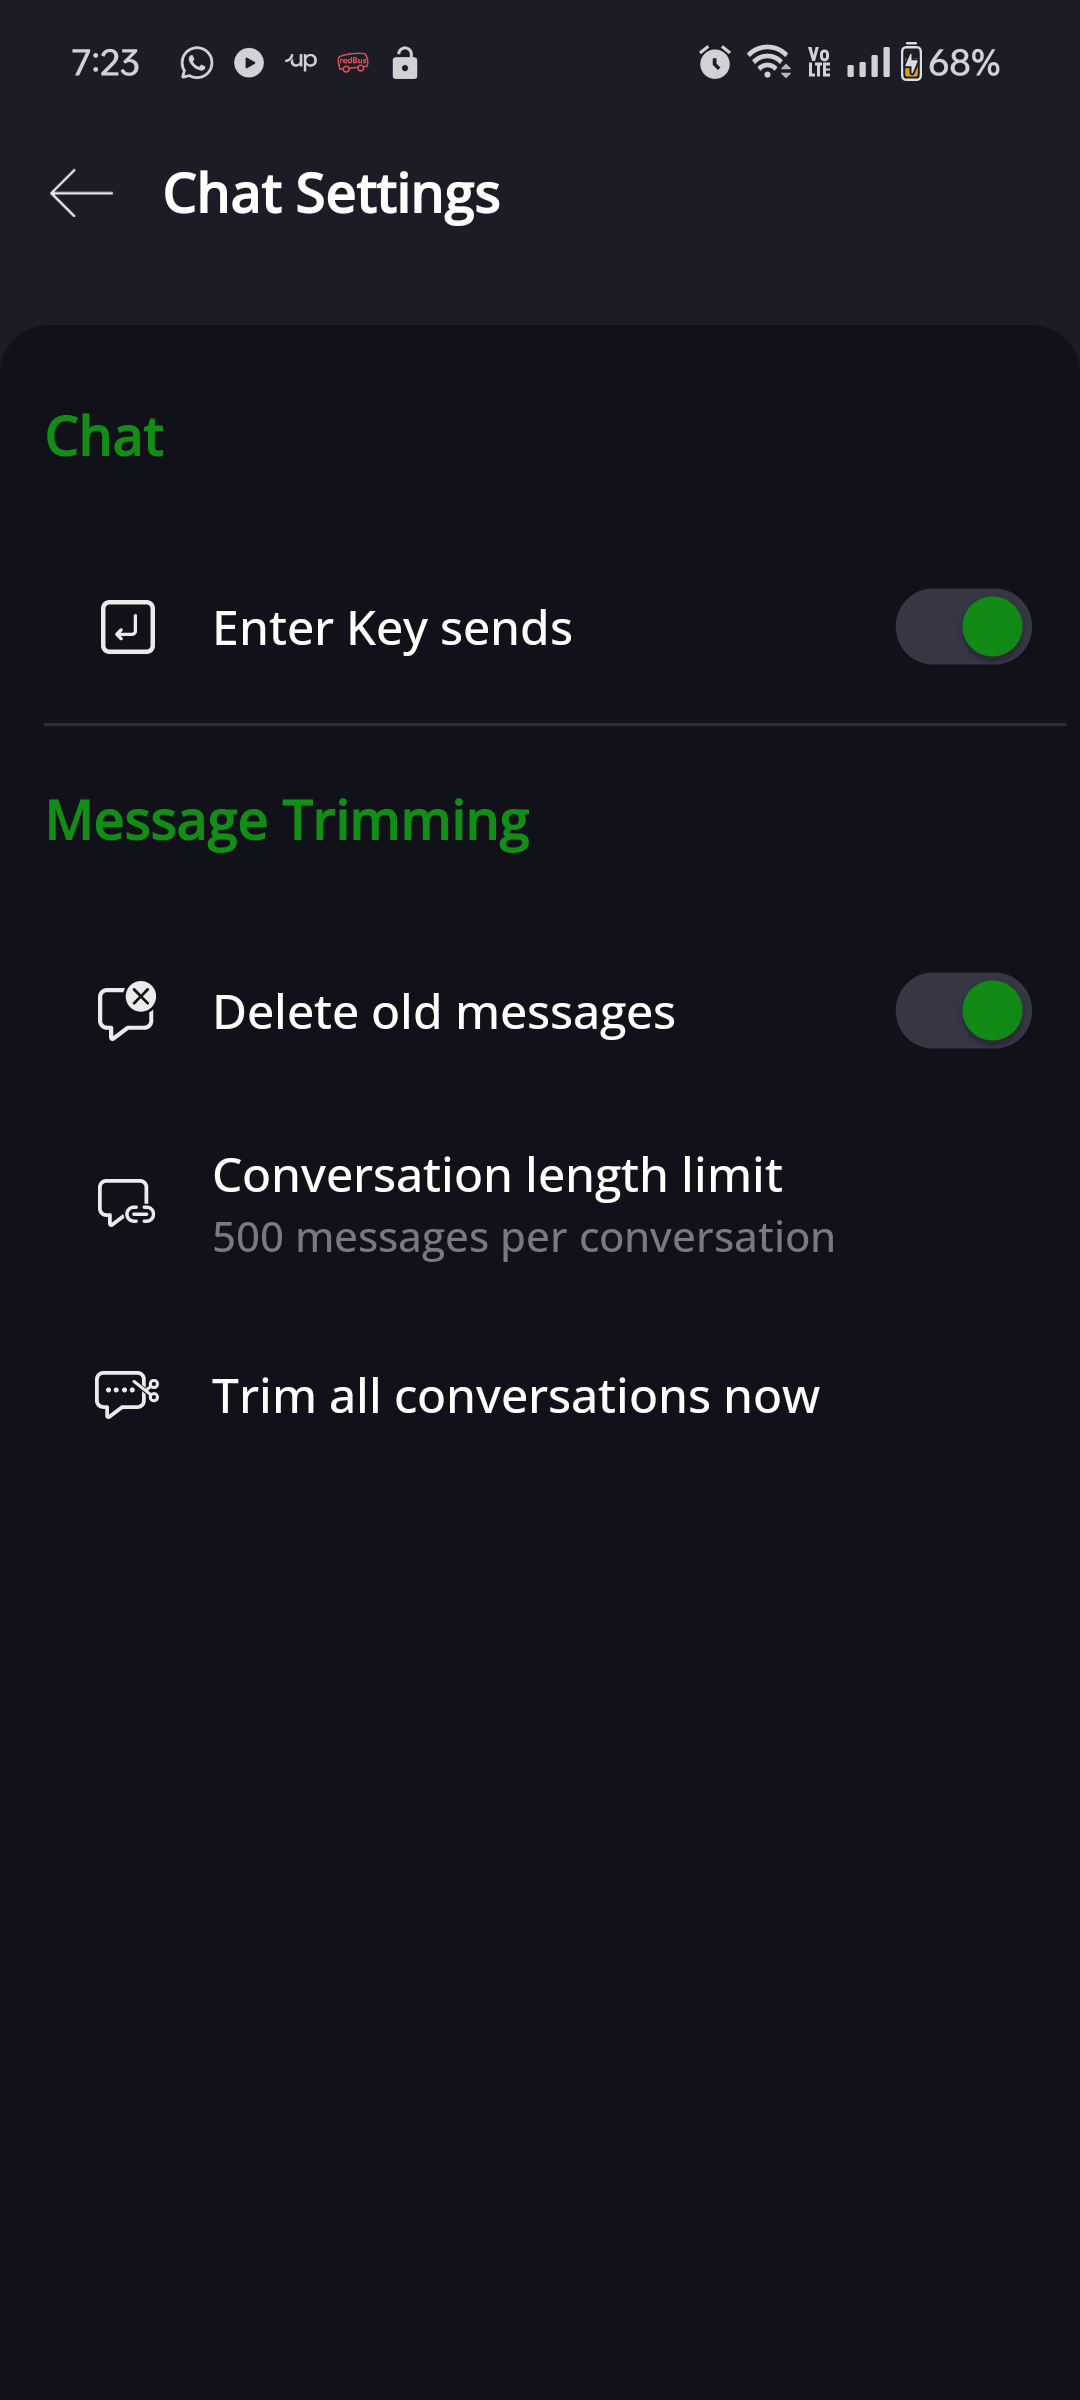 7:23 up redBus VO LTE 68%
Chat Settings
Chat
Enter Key sends
Message Trimming
Delete old messages
Conversation length limit
500 messages per conversation
Trim all conversations now